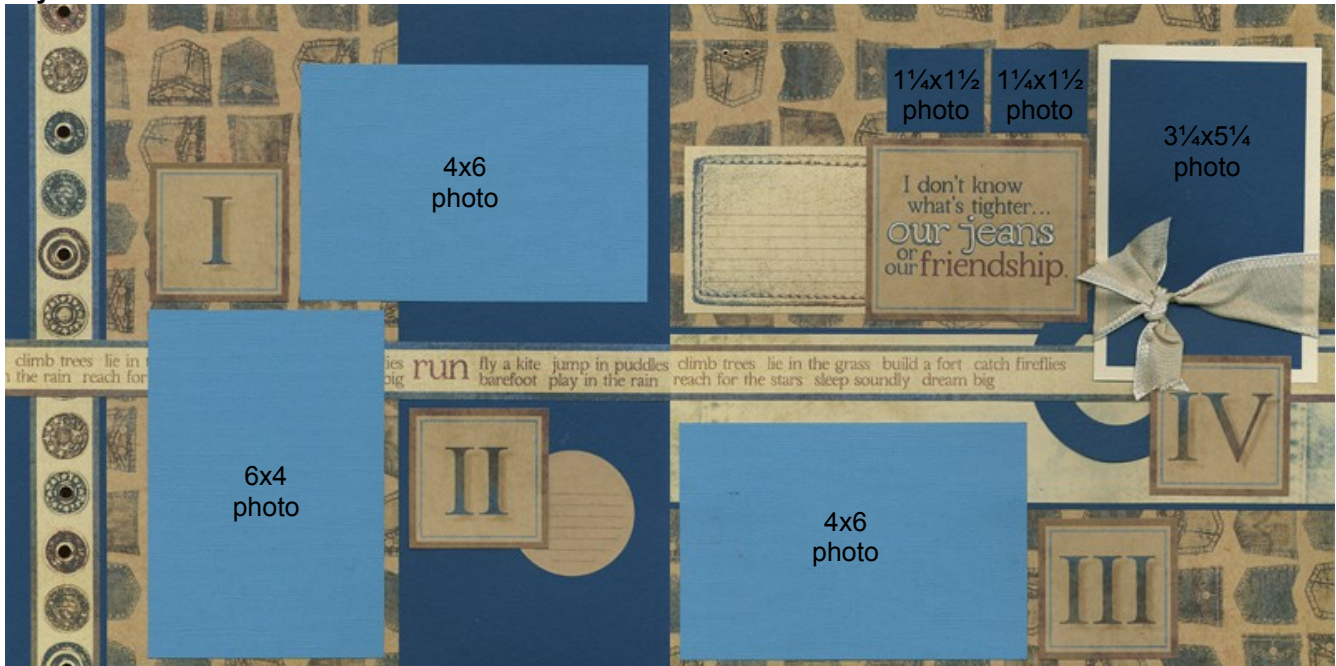 I
4x6
photo
1¼x1½
photo
1¼x1½
photo
3¼x5¼
photo
I don't know
what's tighter...
our jeans
or
our friendship.
climb trees lie in
the rain reach for
run
fly a kite jump in puddles climb trees lie in the grass build a fort catch fireflies
big
barefoot play in the rain reach for the stars sleep soundly dream big
6x4
photo
II
4x6
photo
IV
III